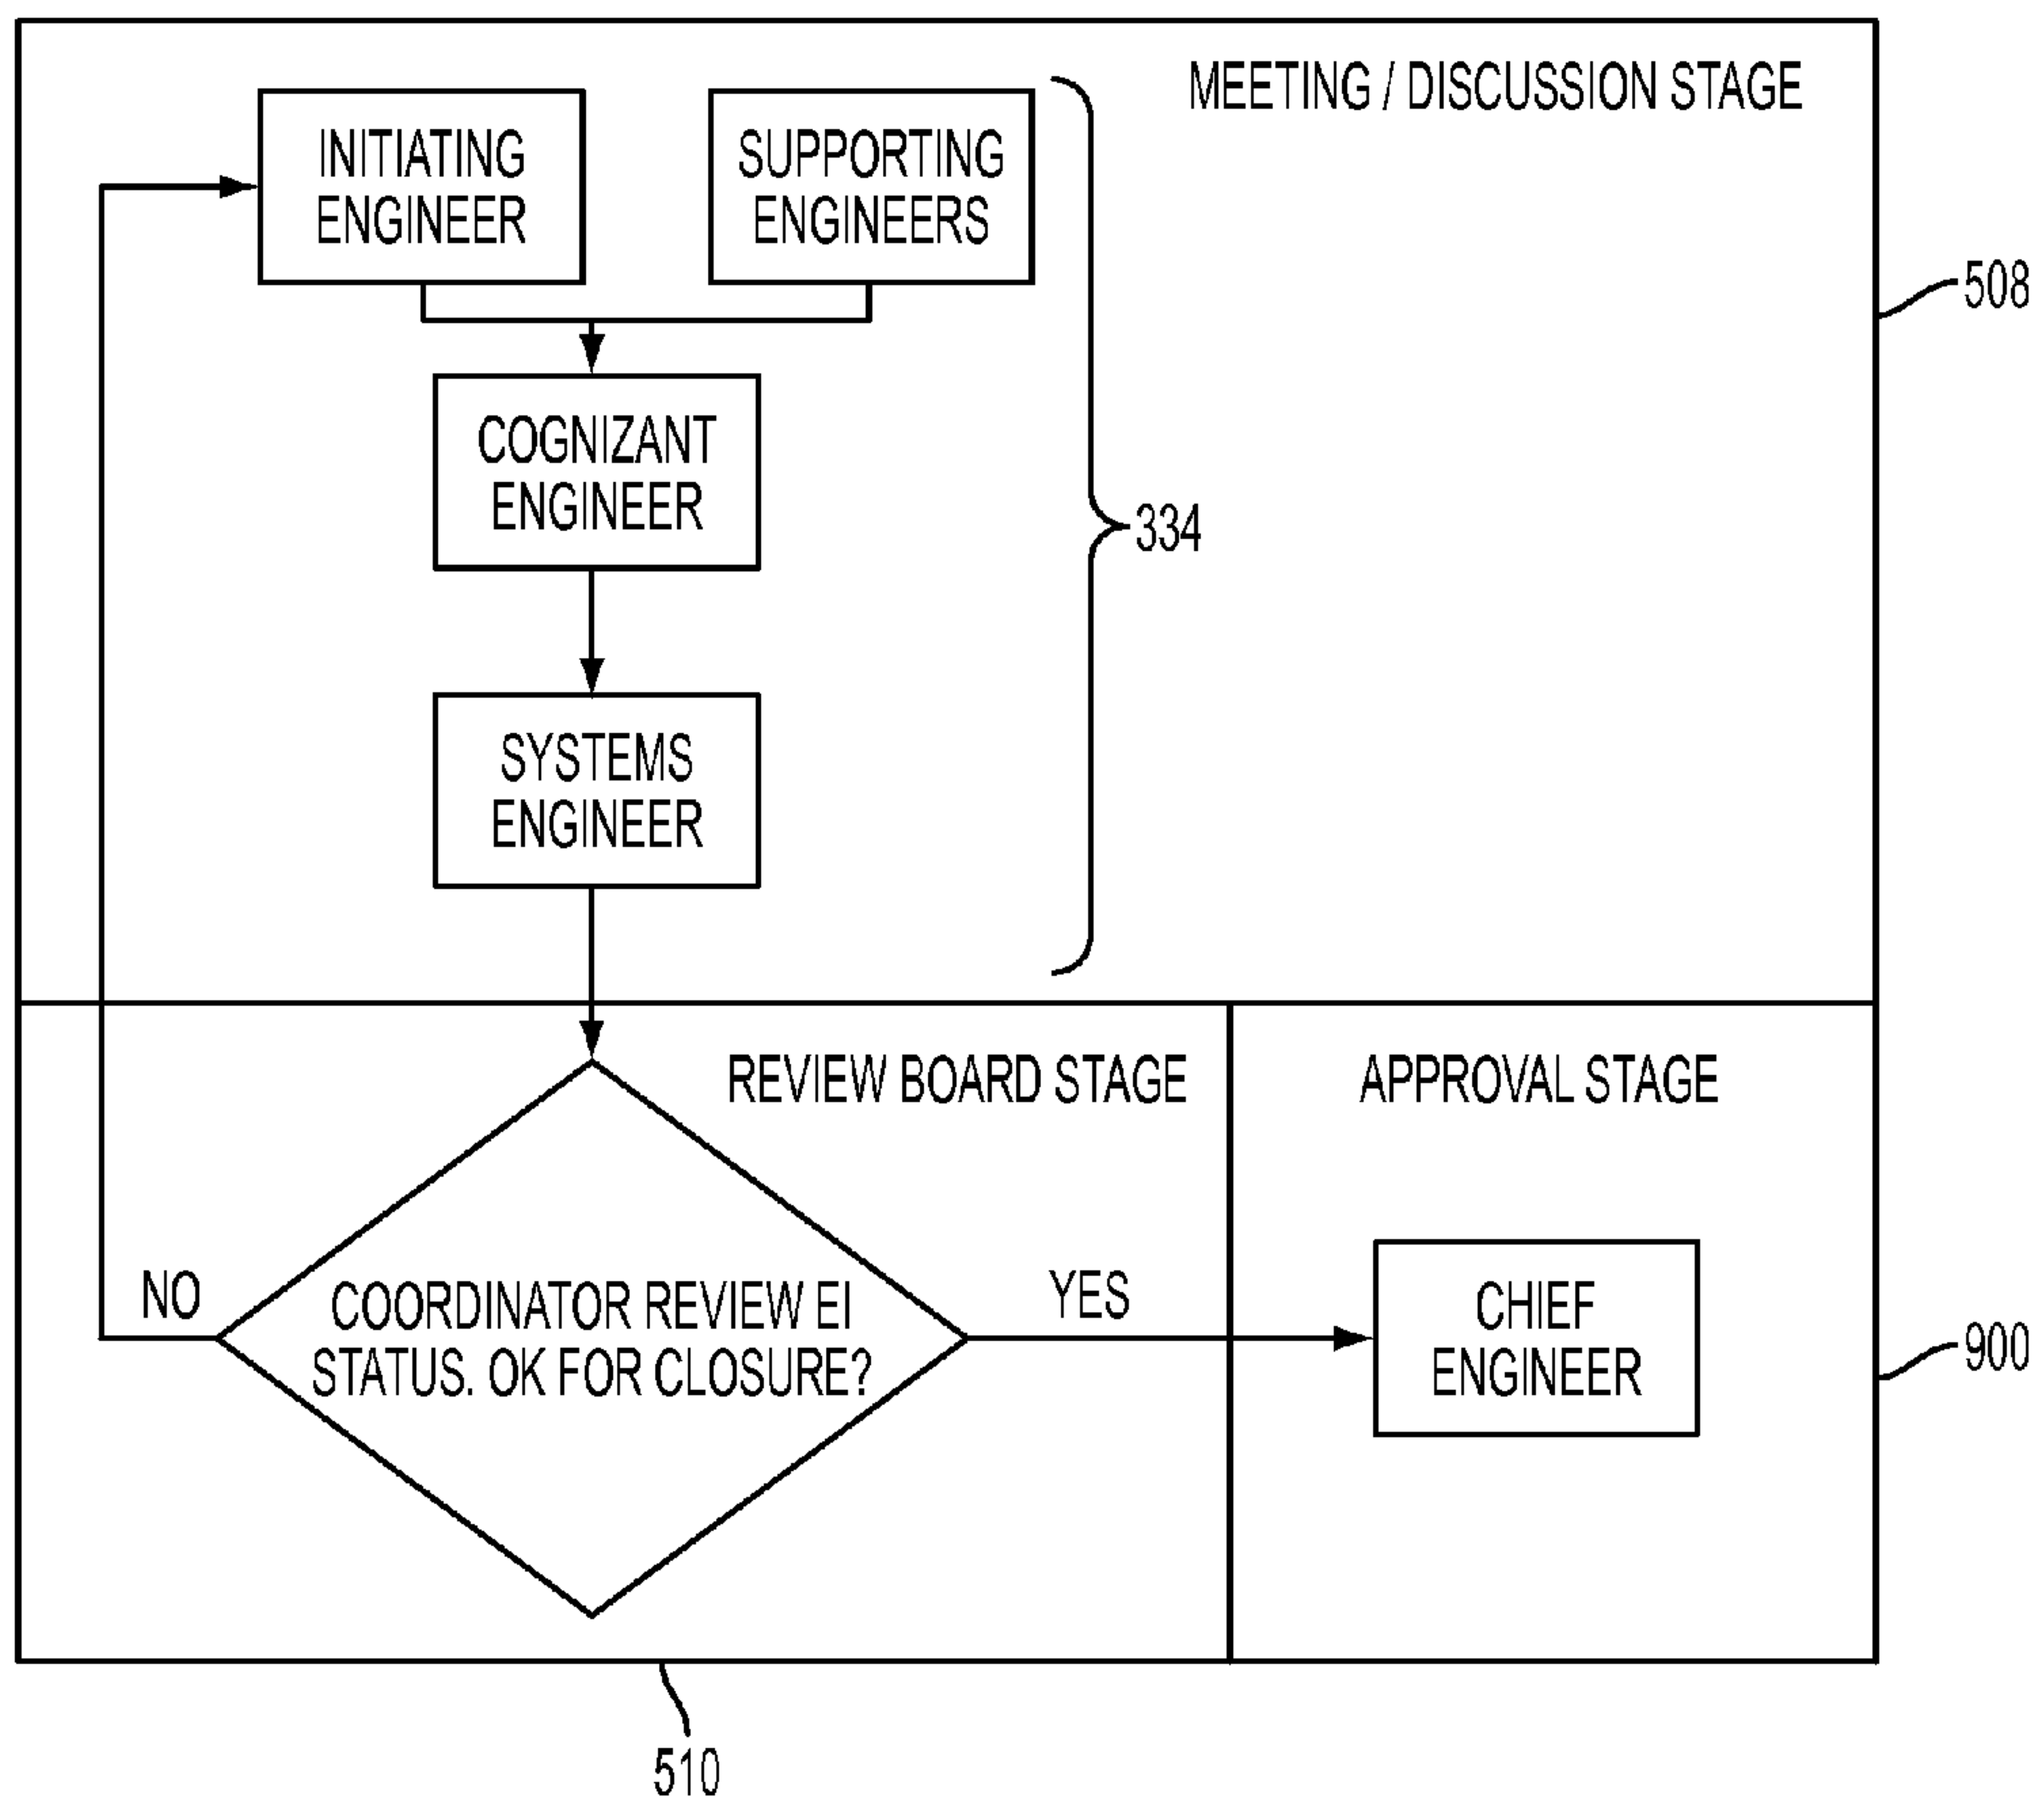 MEETING / DISCUSSION STAGE
INITIATING
ENGINEER
SUPPORTING
ENGINEERS
508
COGNIZANT
ENGINEER
334
SYSTEMS
ENGINEER
REVIEW BOARD STAGE
APPROVAL STAGE
NO
COORDINATOR REVIEW EI
STATUS. OK FOR CLOSURE?
YES
CHIEF
ENGINEER
900
510